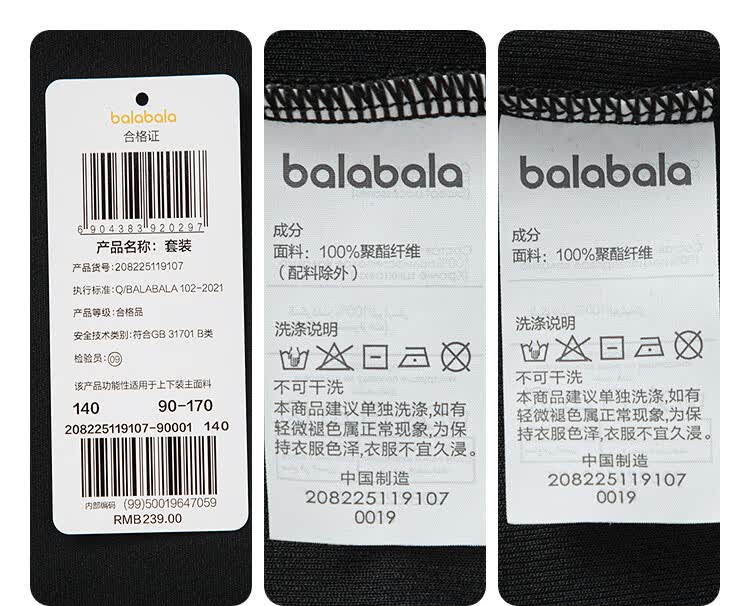 balabala
合格证
6 904383 920297
产品名称：套装
产品货号:208225119107
执行标准:Q/BALABALA 102-2021
产品等级:合格品
安全技术类别:符合GB 31701 B类
检验员:09
该产品功能性适用于上下装主面料
140 90-170
208225119107-90001 140
内部编码 (99)50019647059
RMB239.00
balabala
成分
面料：100%聚酯纤维
（配料除外）
洗涤说明
不可干洗
本商品建议单独洗涤,如有
轻微褪色属正常现象,为保
持衣服色泽,衣服不宜久浸。
中国制造
208225119107
0019
balabala
成分
面料：100%聚酯纤维
洗涤说明
不可干洗
本商品建议单独洗涤,如有
轻微褪色属正常现象,为保
持衣服色泽,衣服不宜久浸。
中国制造
208225119107
0019